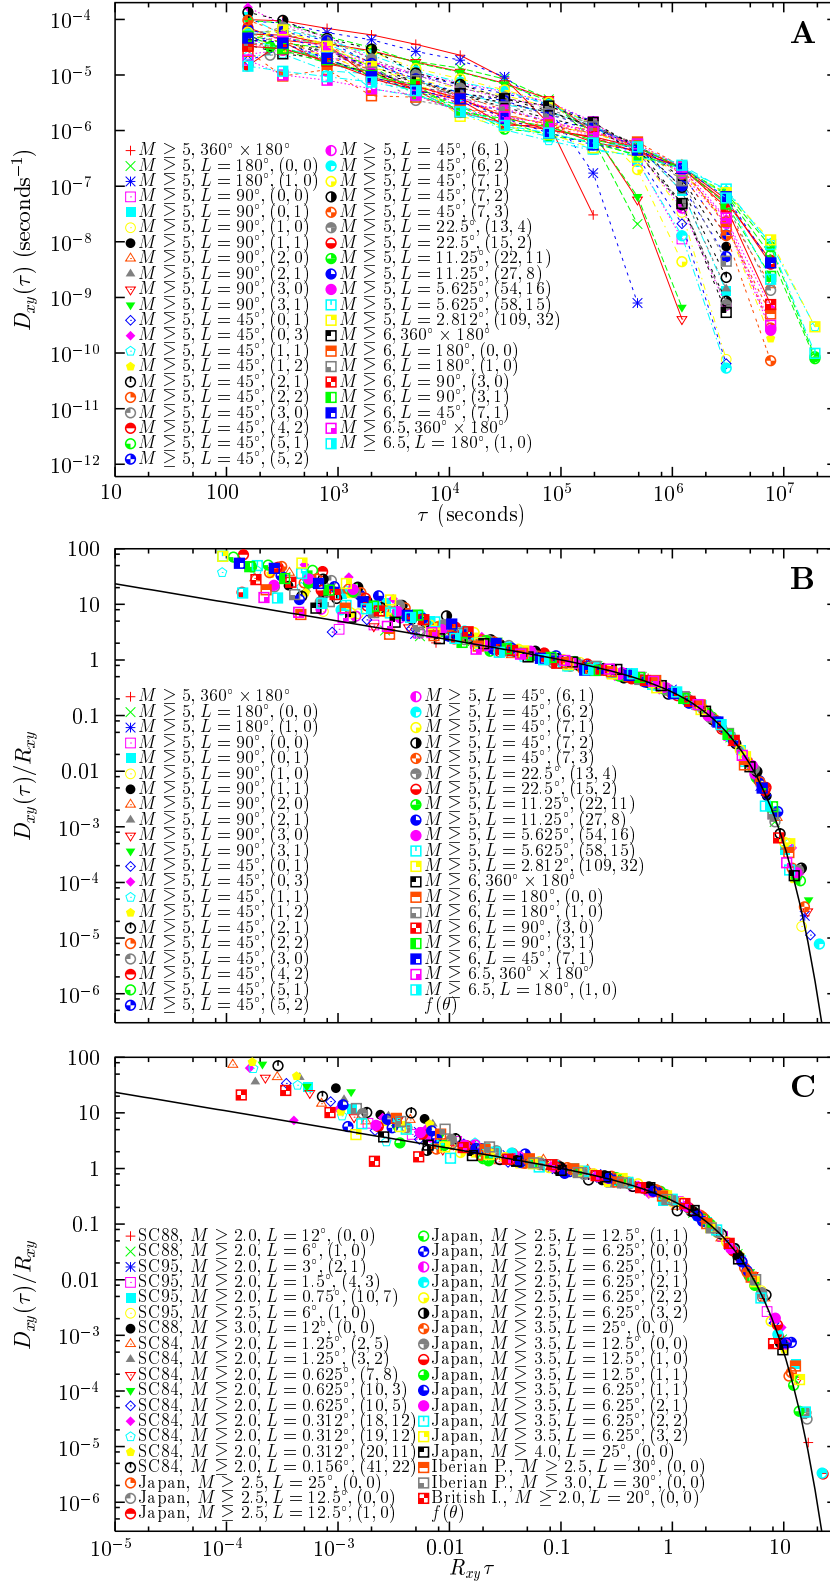 A
10⁻⁴
10⁻⁵
10⁻⁶
10⁻⁷
10⁻⁸
10⁻⁹
10⁻¹⁰
10⁻¹¹
10⁻¹²
D_xy(τ) (seconds⁻¹)
M ≥ 5, 360° × 180°
M ≥ 5, L = 180°, (0, 0)
M ≥ 5, L = 180°, (1, 0)
M ≥ 5, L = 90°, (0, 0)
M ≥ 5, L = 90°, (0, 1)
M ≥ 5, L = 90°, (1, 0)
M ≥ 5, L = 90°, (1, 1)
M ≥ 5, L = 90°, (2, 0)
M ≥ 5, L = 90°, (2, 1)
M ≥ 5, L = 90°, (3, 0)
M ≥ 5, L = 90°, (3, 1)
M ≥ 5, L = 45°, (0, 1)
M ≥ 5, L = 45°, (0, 3)
M ≥ 5, L = 45°, (1, 1)
M ≥ 5, L = 45°, (1, 2)
M ≥ 5, L = 45°, (2, 1)
M ≥ 5, L = 45°, (2, 2)
M ≥ 5, L = 45°, (3, 0)
M ≥ 5, L = 45°, (4, 2)
M ≥ 5, L = 45°, (5, 1)
M ≥ 5, L = 45°, (5, 2)
M ≥ 5, L = 45°, (6, 1)
M ≥ 5, L = 45°, (6, 2)
M ≥ 5, L = 45°, (7, 1)
M ≥ 5, L = 45°, (7, 2)
M ≥ 5, L = 45°, (7, 3)
M ≥ 5, L = 22.5°, (13, 4)
M ≥ 5, L = 22.5°, (15, 2)
M ≥ 5, L = 11.25°, (22, 11)
M ≥ 5, L = 11.25°, (27, 8)
M ≥ 5, L = 5.625°, (54, 16)
M ≥ 5, L = 5.625°, (58, 15)
M ≥ 5, L = 2.812°, (109, 32)
M ≥ 6, 360° × 180°
M ≥ 6, L = 180°, (0, 0)
M ≥ 6, L = 180°, (1, 0)
M ≥ 6, L = 90°, (3, 0)
M ≥ 6, L = 90°, (3, 1)
M ≥ 6, L = 45°, (7, 1)
M ≥ 6.5, 360° × 180°
M ≥ 6.5, L = 180°, (1, 0)
10 100 10³ 10⁴ 10⁵ 10⁶ 10⁷
τ (seconds)
B
100
10
1
0.1
0.01
10⁻³
10⁻⁴
10⁻⁵
10⁻⁶
D_xy(τ)/R_xy
M ≥ 5, 360° × 180°
M ≥ 5, L = 180°, (0, 0)
M ≥ 5, L = 180°, (1, 0)
M ≥ 5, L = 90°, (0, 0)
M ≥ 5, L = 90°, (0, 1)
M ≥ 5, L = 90°, (1, 0)
M ≥ 5, L = 90°, (1, 1)
M ≥ 5, L = 90°, (2, 0)
M ≥ 5, L = 90°, (2, 1)
M ≥ 5, L = 90°, (3, 0)
M ≥ 5, L = 90°, (3, 1)
M ≥ 5, L = 45°, (0, 1)
M ≥ 5, L = 45°, (0, 3)
M ≥ 5, L = 45°, (1, 1)
M ≥ 5, L = 45°, (1, 2)
M ≥ 5, L = 45°, (2, 1)
M ≥ 5, L = 45°, (2, 2)
M ≥ 5, L = 45°, (3, 0)
M ≥ 5, L = 45°, (4, 2)
M ≥ 5, L = 45°, (5, 1)
M ≥ 5, L = 45°, (5, 2)
M ≥ 5, L = 45°, (6, 1)
M ≥ 5, L = 45°, (6, 2)
M ≥ 5, L = 45°, (7, 1)
M ≥ 5, L = 45°, (7, 2)
M ≥ 5, L = 45°, (7, 3)
M ≥ 5, L = 22.5°, (13, 4)
M ≥ 5, L = 22.5°, (15, 2)
M ≥ 5, L = 11.25°, (22, 11)
M ≥ 5, L = 11.25°, (27, 8)
M ≥ 5, L = 5.625°, (54, 16)
M ≥ 5, L = 5.625°, (58, 15)
M ≥ 5, L = 2.812°, (109, 32)
M ≥ 6, 360° × 180°
M ≥ 6, L = 180°, (0, 0)
M ≥ 6, L = 180°, (1, 0)
M ≥ 6, L = 90°, (3, 0)
M ≥ 6, L = 90°, (3, 1)
M ≥ 6, L = 45°, (7, 1)
M ≥ 6.5, 360° × 180°
M ≥ 6.5, L = 180°, (1, 0)
f(θ)
C
100
10
1
0.1
0.01
10⁻³
10⁻⁴
10⁻⁵
10⁻⁶
D_xy(τ)/R_xy
SC88, M ≥ 2.0, L = 12°, (0, 0)
SC88, M ≥ 2.0, L = 6°, (1, 0)
SC95, M ≥ 2.0, L = 3°, (2, 1)
SC95, M ≥ 2.0, L = 1.5°, (4, 3)
SC95, M ≥ 2.0, L = 0.75°, (10, 7)
SC95, M ≥ 2.5, L = 6°, (1, 0)
SC88, M ≥ 3.0, L = 12°, (0, 0)
SC84, M ≥ 2.0, L = 1.25°, (2, 5)
SC84, M ≥ 2.0, L = 1.25°, (3, 2)
SC84, M ≥ 2.0, L = 0.625°, (7, 8)
SC84, M ≥ 2.0, L = 0.625°, (10, 3)
SC84, M ≥ 2.0, L = 0.625°, (10, 5)
SC84, M ≥ 2.0, L = 0.312°, (18, 12)
SC84, M ≥ 2.0, L = 0.312°, (19, 12)
SC84, M ≥ 2.0, L = 0.312°, (20, 11)
SC84, M ≥ 2.0, L = 0.156°, (41, 22)
Japan, M ≥ 2.5, L = 25°, (0, 0)
Japan, M ≥ 2.5, L = 12.5°, (0, 0)
Japan, M ≥ 2.5, L = 12.5°, (1, 0)
Japan, M ≥ 2.5, L = 12.5°, (1, 1)
Japan, M ≥ 2.5, L = 6.25°, (0, 0)
Japan, M ≥ 2.5, L = 6.25°, (1, 1)
Japan, M ≥ 2.5, L = 6.25°, (2, 1)
Japan, M ≥ 2.5, L = 6.25°, (2, 2)
Japan, M ≥ 2.5, L = 6.25°, (3, 2)
Japan, M ≥ 3.5, L = 25°, (0, 0)
Japan, M ≥ 3.5, L = 12.5°, (0, 0)
Japan, M ≥ 3.5, L = 12.5°, (1, 0)
Japan, M ≥ 3.5, L = 12.5°, (1, 1)
Japan, M ≥ 3.5, L = 6.25°, (1, 1)
Japan, M ≥ 3.5, L = 6.25°, (2, 1)
Japan, M ≥ 3.5, L = 6.25°, (2, 2)
Japan, M ≥ 3.5, L = 6.25°, (3, 2)
Japan, M ≥ 4.0, L = 25°, (0, 0)
Iberian P., M ≥ 2.5, L = 30°, (0, 0)
Iberian P., M ≥ 3.0, L = 30°, (0, 0)
British I., M ≥ 2.0, L = 20°, (0, 0)
f(θ)
10⁻⁵ 10⁻⁴ 10⁻³ 0.01 0.1 1 10
R_xy τ